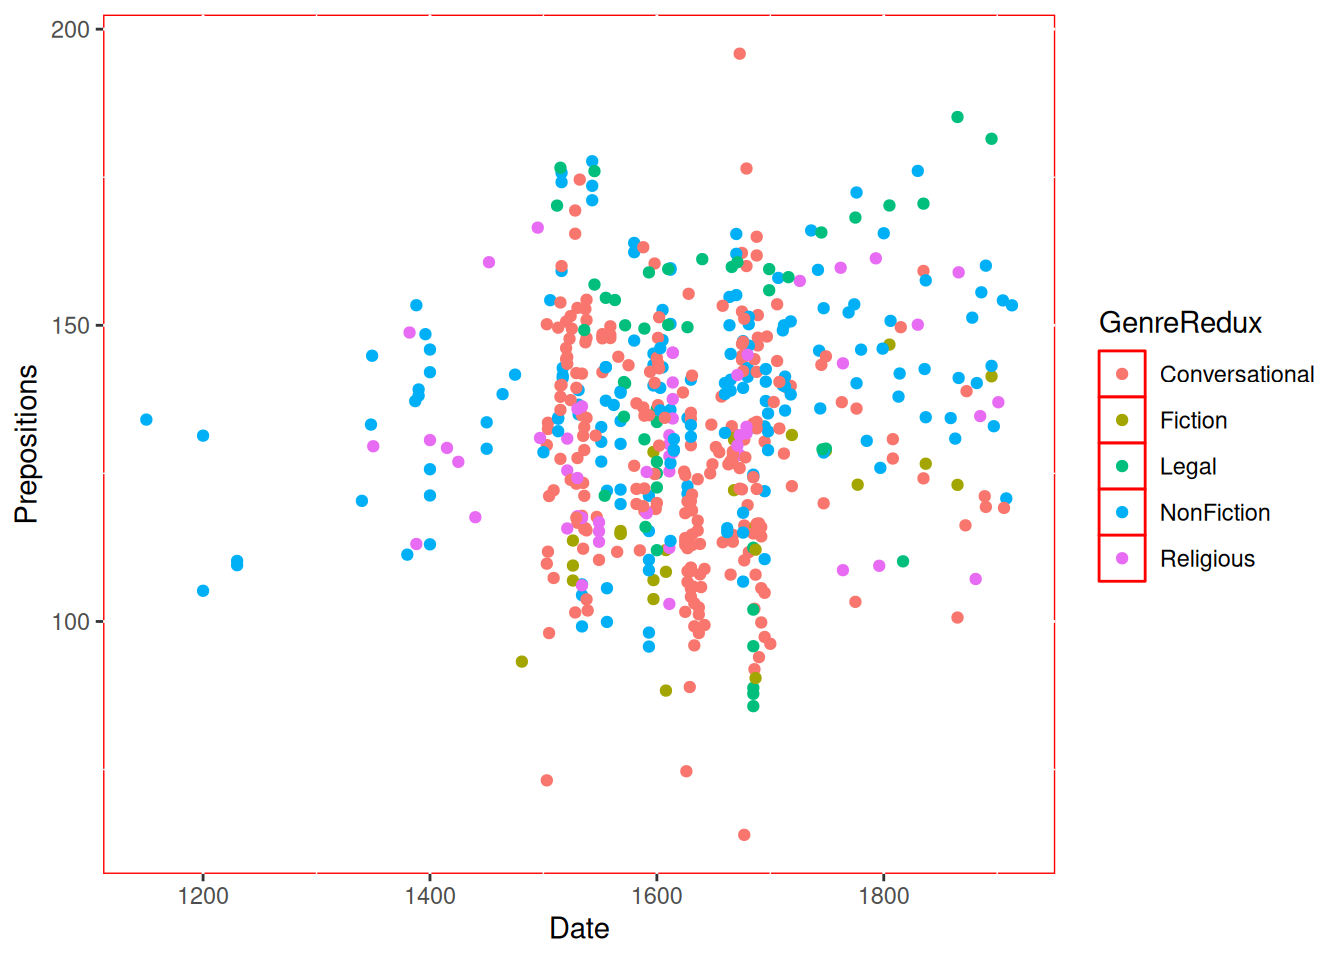 200
150
100
Prepositions
1200
1400
1600
1800
Date
GenreRedux
Conversational
Fiction
Legal
NonFiction
Religious